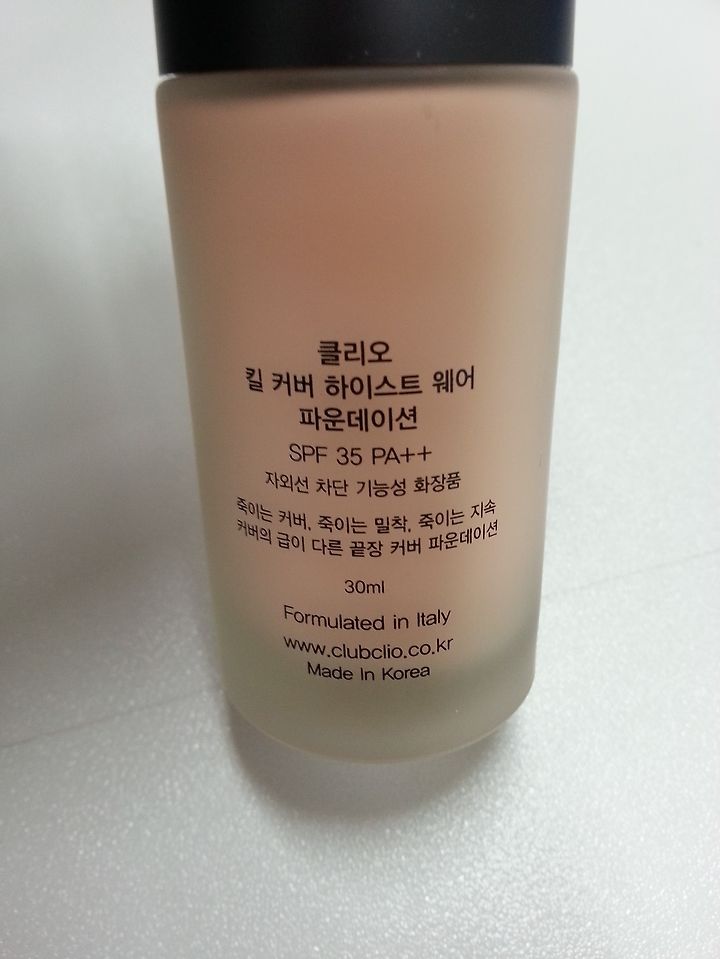 클리오
킬 커버 하이스트 웨어
파운데이션
SPF 35 PA++
자외선 차단 기능성 화장품
죽이는 커버, 죽이는 밀착, 죽이는 지속
커버의 급이 다른 끝장 커버 파운데이션
30ml
Formulated in Italy
www.clubclio.co.kr
Made In Korea